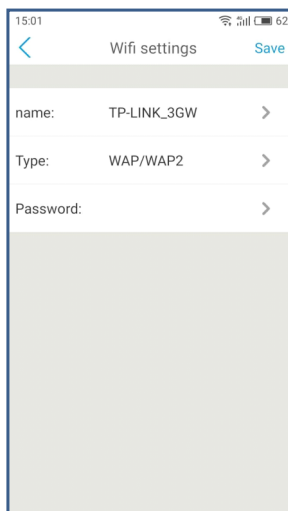 15:01 62
Wifi settings Save
name: TP-LINK_3GW
Type: WAP/WAP2
Password: